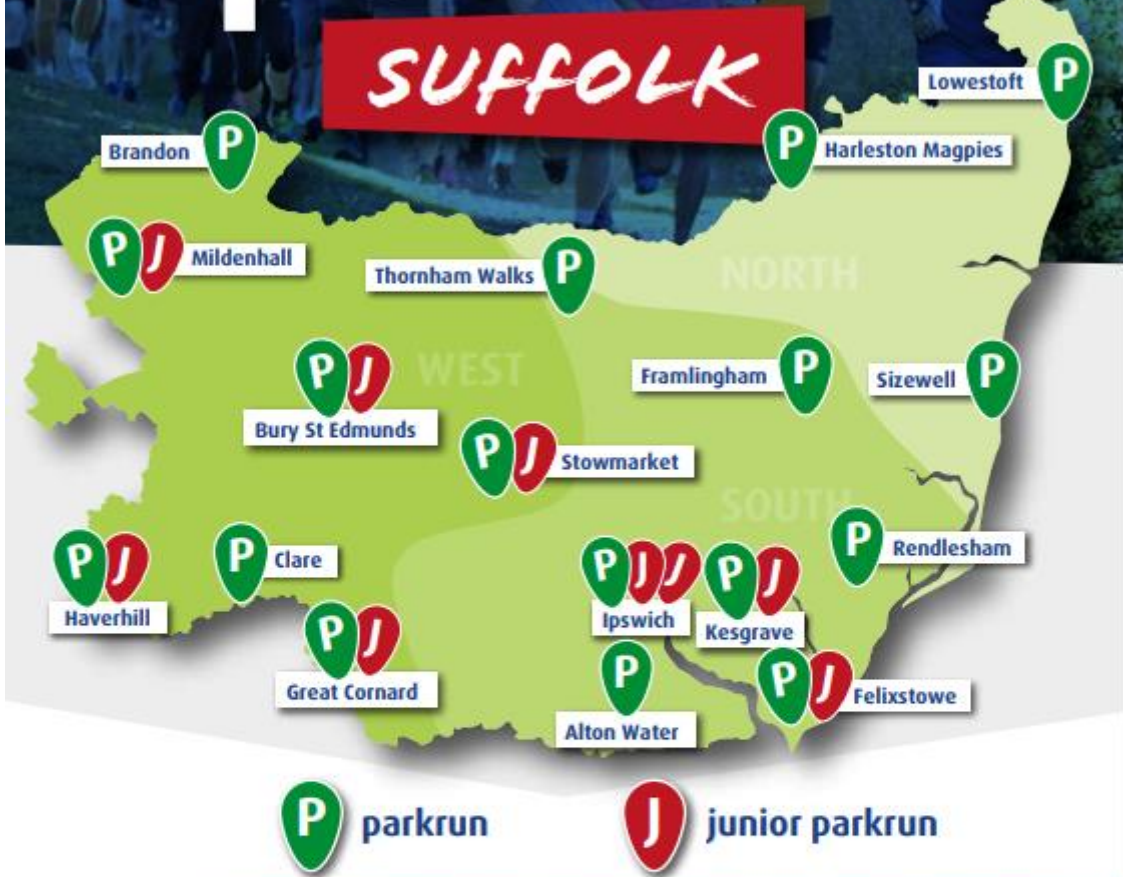 SUFFOLK
Lowestoft P
Brandon P
P Harleston Magpies
P J Mildenhall
Thornham Walks P
NORTH
WEST
P J
Bury St Edmunds
Framlingham P
Sizewell P
P J Stowmarket
SOUTH
P J
Haverhill
P Clare
P J J
Ipswich
P J
Kesgrave
P Rendlesham
P J
Great Cornard
P
Alton Water
P J Felixstowe
P parkrun
J junior parkrun